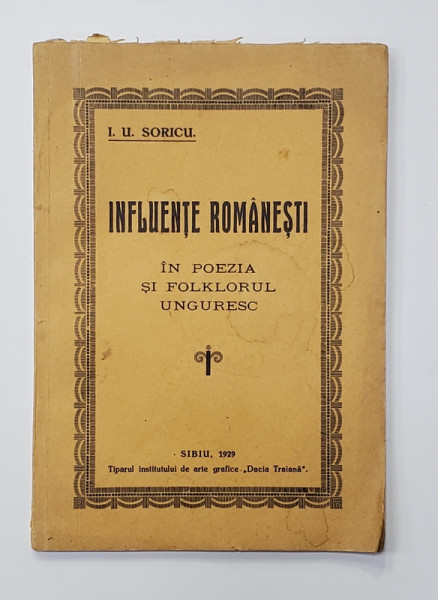 I. U. SORICU.
INFLUENȚE ROMÂNEȘTI
ÎN POEZIA
ȘI FOLKLORUL
UNGURESC
SIBIU, 1929
Tiparul institutului de arte grafice „Dacia Traiană“.